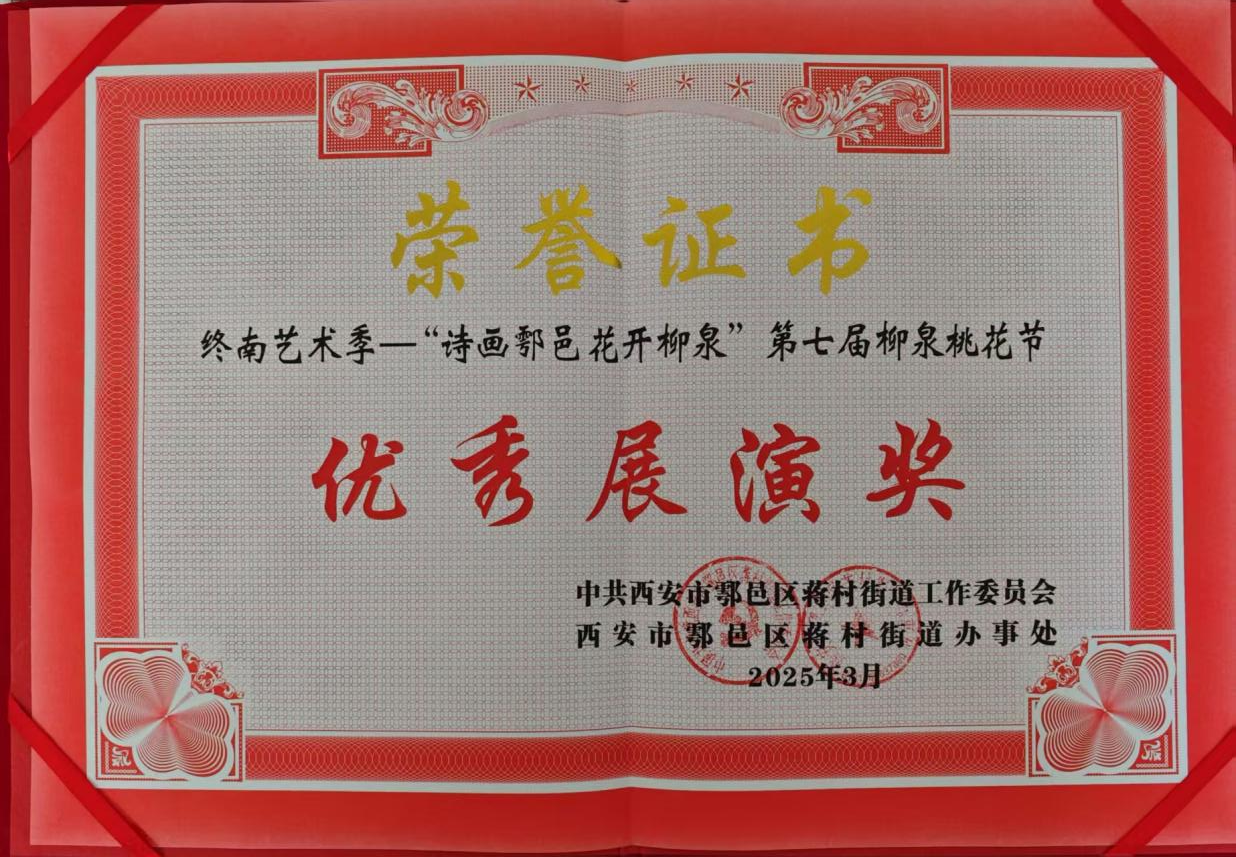 荣誉证书
终南艺术季—“诗画鄠邑花开柳泉”第七届柳泉桃花节
优秀展演奖
中共西安市鄠邑区蒋村街道工作委员会
西安市鄠邑区蒋村街道办事处
2025年3月